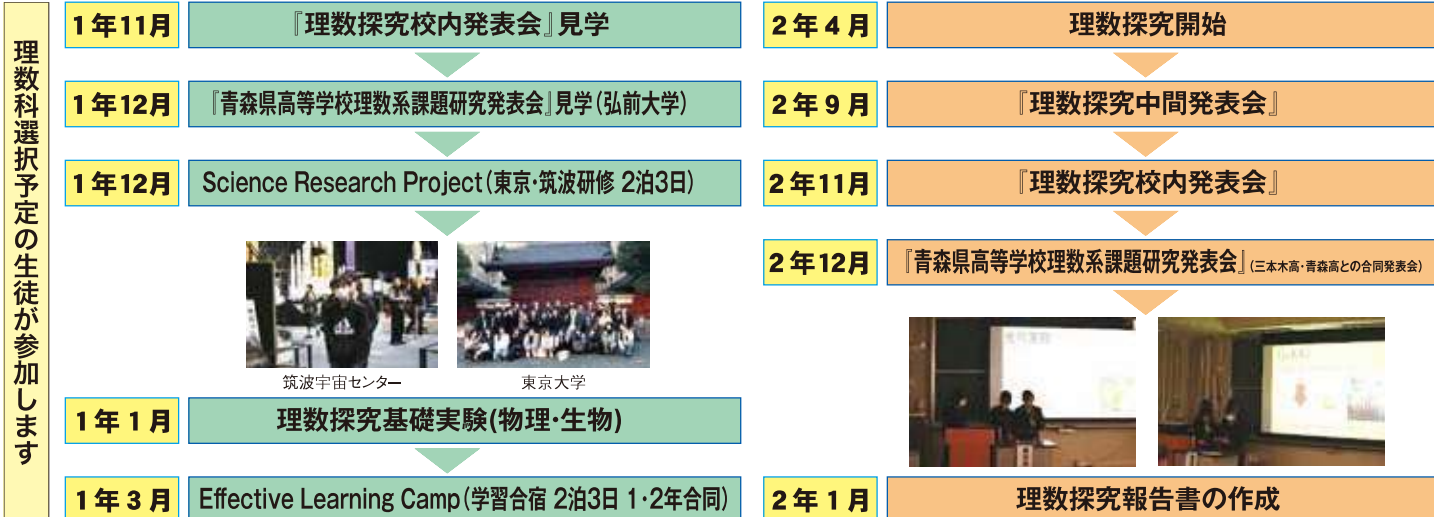 理数科選択予定の生徒が参加します
1年11月
『理数探究校内発表会』見学
1年12月
『青森県高等学校理数系課題研究発表会』見学(弘前大学)
1年12月
Science Research Project(東京・筑波研修 2泊3日)
筑波宇宙センター
東京大学
1年1月
理数探究基礎実験(物理・生物)
1年3月
Effective Learning Camp(学習合宿 2泊3日 1・2年合同)
2年4月
理数探究開始
2年9月
『理数探究中間発表会』
2年11月
『理数探究校内発表会』
2年12月
『青森県高等学校理数系課題研究発表会』(三本木高・青森高との合同発表会)
2年1月
理数探究報告書の作成